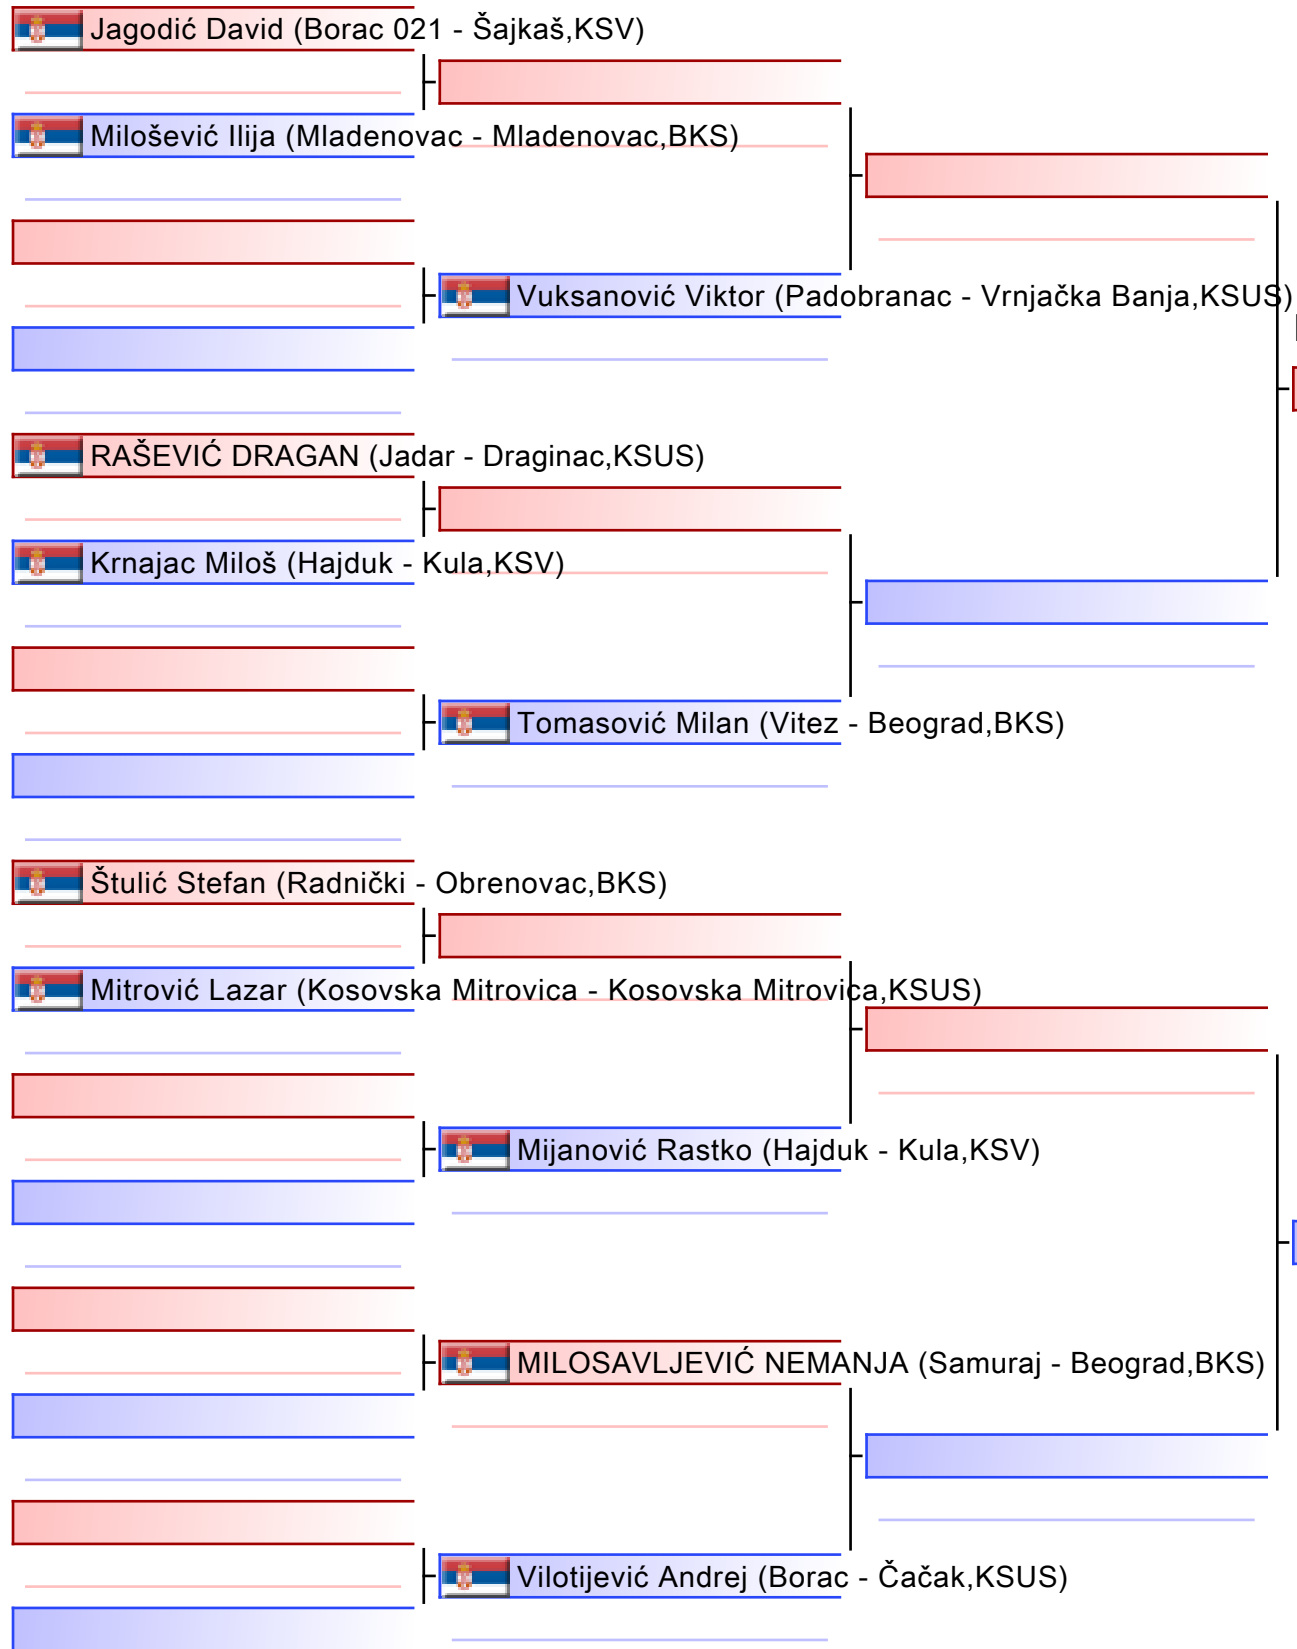 Jagodić David (Borac 021 - Šajkaš,KSV)
Milošević Ilija (Mladenovac - Mladenovac,BKS)
Vuksanović Viktor (Padobranac - Vrnjačka Banja,KSUS)
RAŠEVIĆ DRAGAN (Jadar - Draginac,KSUS)
Krnajac Miloš (Hajduk - Kula,KSV)
Tomasović Milan (Vitez - Beograd,BKS)
Štulić Stefan (Radnički - Obrenovac,BKS)
Mitrović Lazar (Kosovska Mitrovica - Kosovska Mitrovica,KSUS)
Mijanović Rastko (Hajduk - Kula,KSV)
MILOSAVLJEVIĆ NEMANJA (Samuraj - Beograd,BKS)
Vilotijević Andrej (Borac - Čačak,KSUS)